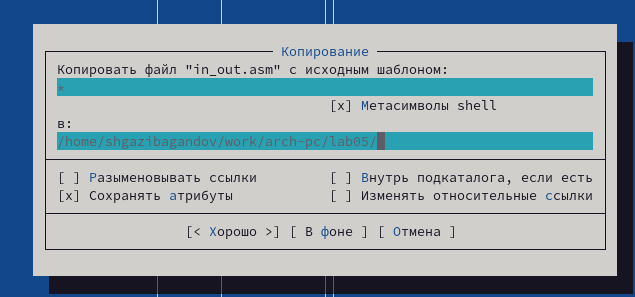 Копирование
Копировать файл "in_out.asm" с исходным шаблоном:
*
[x] Метасимволы shell
в:
/home/shgazibagandov/work/arch-pc/lab05/
[ ] Разыменовывать ссылки [ ] Внутрь подкаталога, если есть
[x] Сохранять атрибуты [ ] Изменять относительные ссылки
[< Хорошо >] [ В фоне ] [ Отмена ]